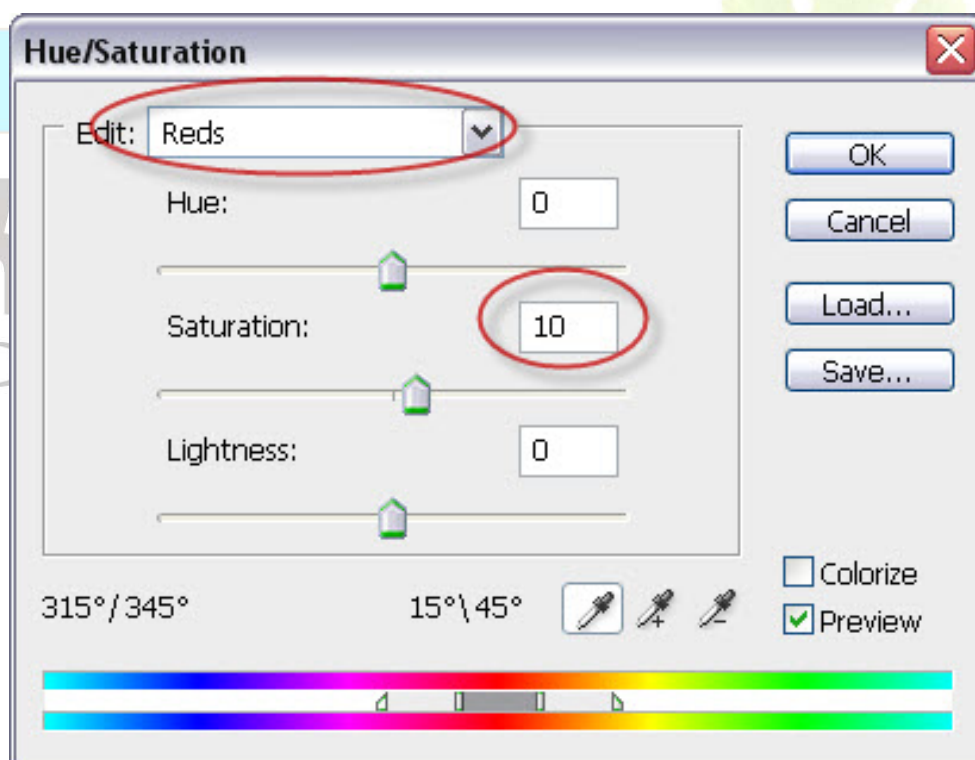 Hue/Saturation
Edit: Reds
OK
Hue: 0
Cancel
Saturation: 10
Load...
Save...
Lightness: 0
Colorize
315°/345° 15°\45°
Preview